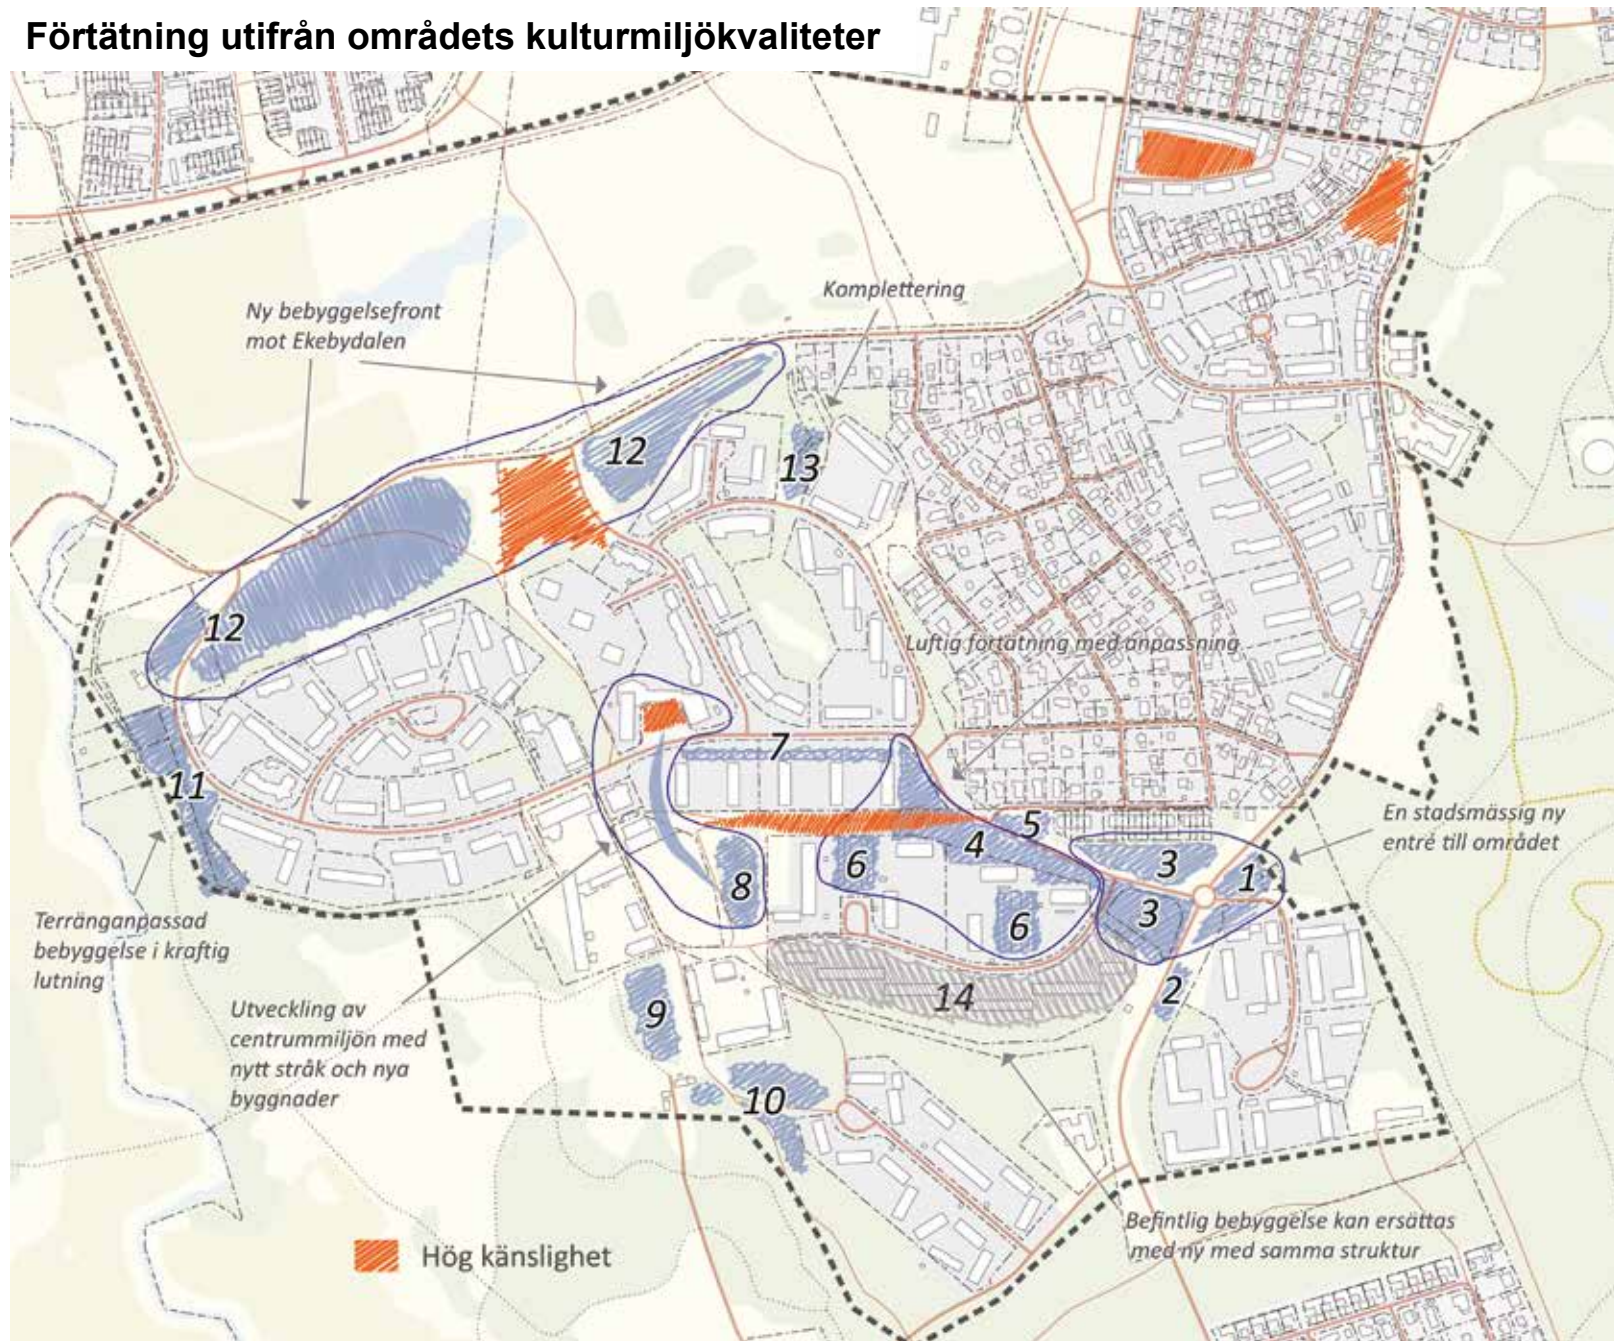 Förtätning utifrån områdets kulturmiljökvaliteter
Komplettering
Ny bebyggelsefront
mot Ekebydalen
12
13
12
Luftig förtätning med anpassning
7
11
5
4
3
6
8
1
3
6
2
En stadsmässig ny
entré till området
Terränganpassad
bebyggelse i kraftig
lutning
14
9
Utveckling av
centrummiljön med
nytt stråk och nya
byggnader
10
Befintlig bebyggelse kan ersättas
med ny med samma struktur
Hög känslighet